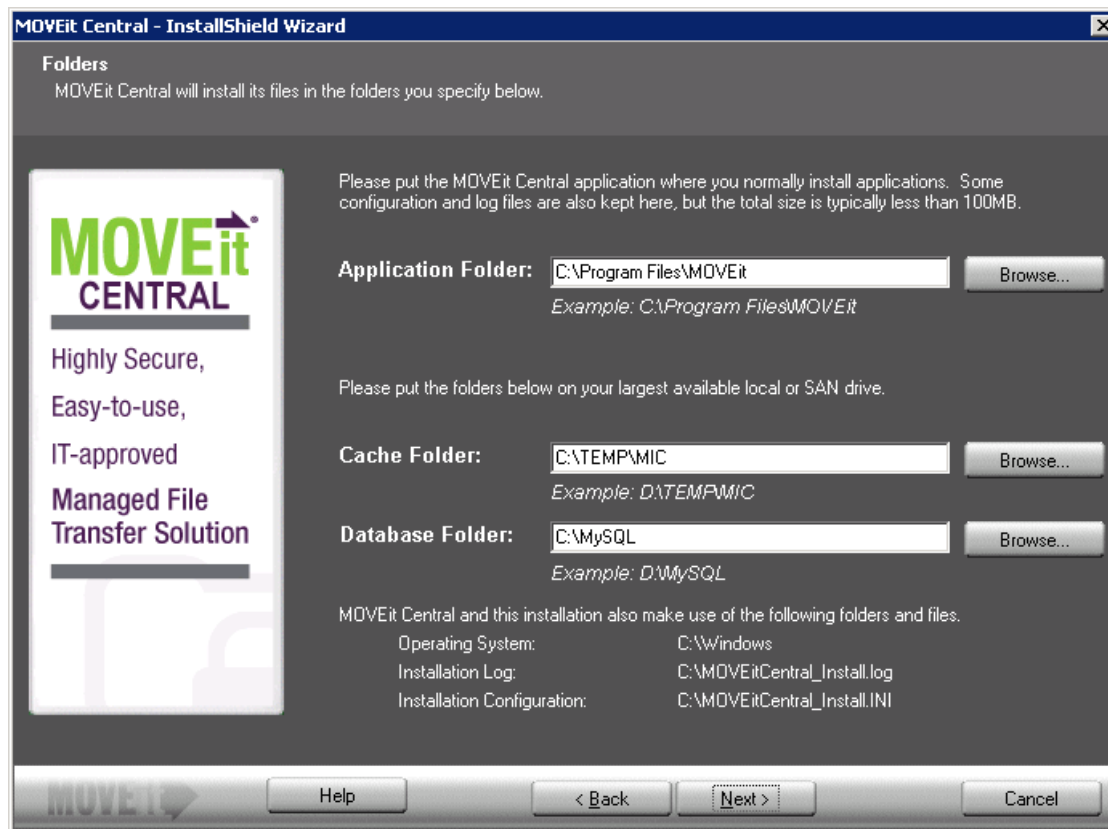 MOVEit Central - InstallShield Wizard
Folders
MOVEit Central will install its files in the folders you specify below.
MOVEit®
CENTRAL
Highly Secure,
Easy-to-use,
IT-approved
Managed File
Transfer Solution
Please put the MOVEit Central application where you normally install applications. Some
configuration and log files are also kept here, but the total size is typically less than 100MB.
Application Folder: C:\Program Files\MOVEit Browse...
Example: C:\Program Files\MOVEit
Please put the folders below on your largest available local or SAN drive.
Cache Folder: C:\TEMP\MIC Browse...
Example: D:\TEMP\MIC
Database Folder: C:\MySQL Browse...
Example: D:\MySQL
MOVEit Central and this installation also make use of the following folders and files.
Operating System: C:\Windows
Installation Log: C:\MOVEitCentral_Install.log
Installation Configuration: C:\MOVEitCentral_Install.INI
MOVEit Help < Back Next > Cancel